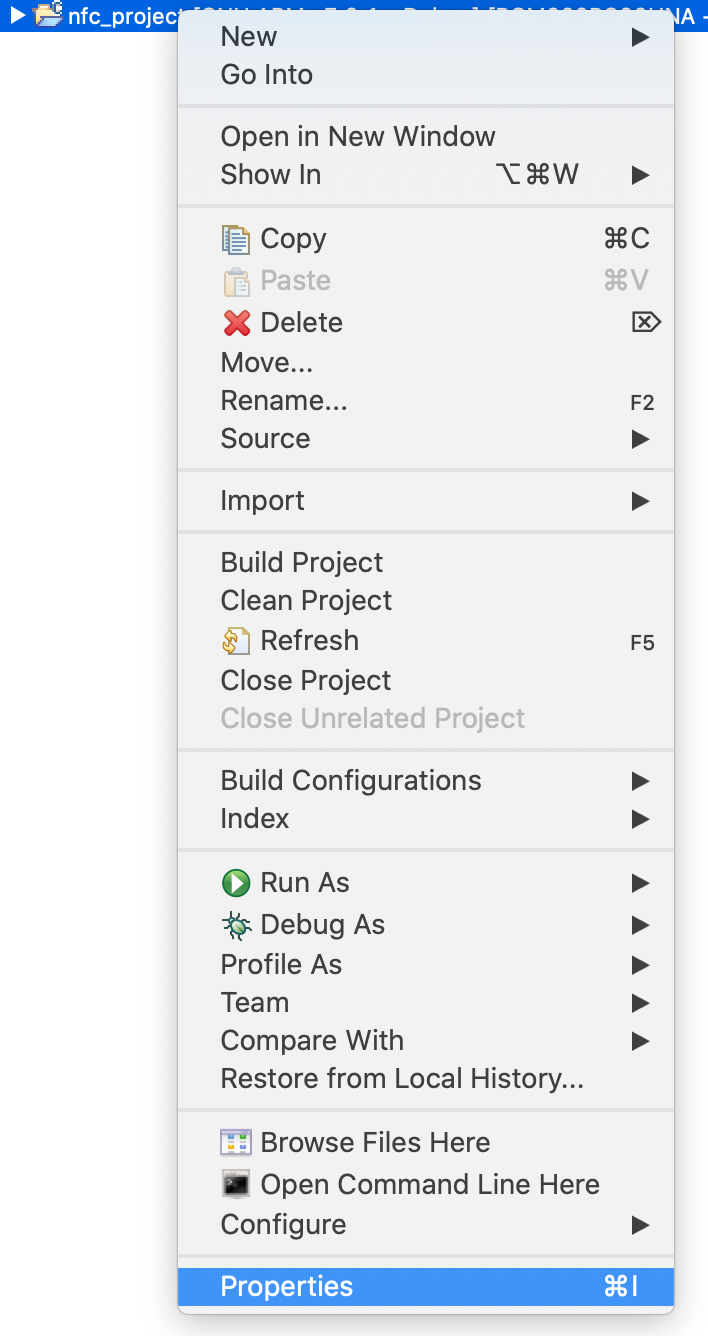 nfc_project
New
Go Into
Open in New Window
Show In ⌥⌘W
Copy ⌘C
Paste ⌘V
Delete ⌦
Move...
Rename... F2
Source
Import
Build Project
Clean Project
Refresh F5
Close Project
Close Unrelated Project
Build Configurations
Index
Run As
Debug As
Profile As
Team
Compare With
Restore from Local History...
Browse Files Here
Open Command Line Here
Configure
Properties ⌘I